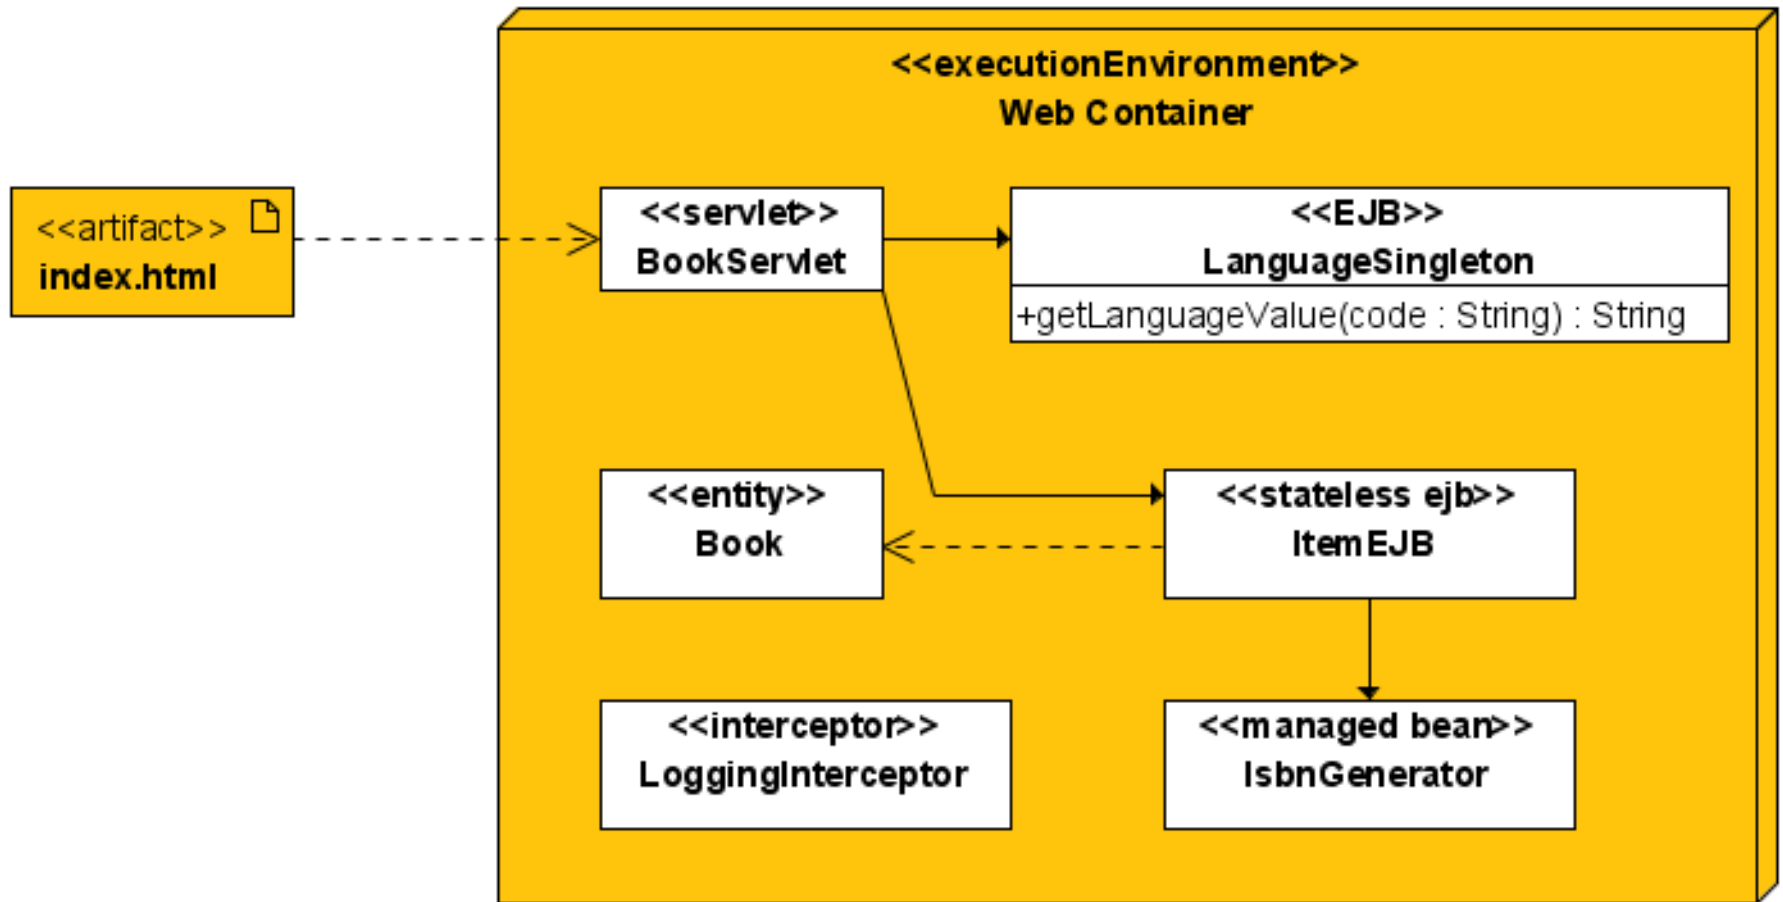 <<executionEnvironment>>
Web Container
<<artifact>>
index.html
<<servlet>>
BookServlet
<<EJB>>
LanguageSingleton
+getLanguageValue(code : String) : String
<<entity>>
Book
<<stateless ejb>>
ItemEJB
<<interceptor>>
LoggingInterceptor
<<managed bean>>
IsbnGenerator